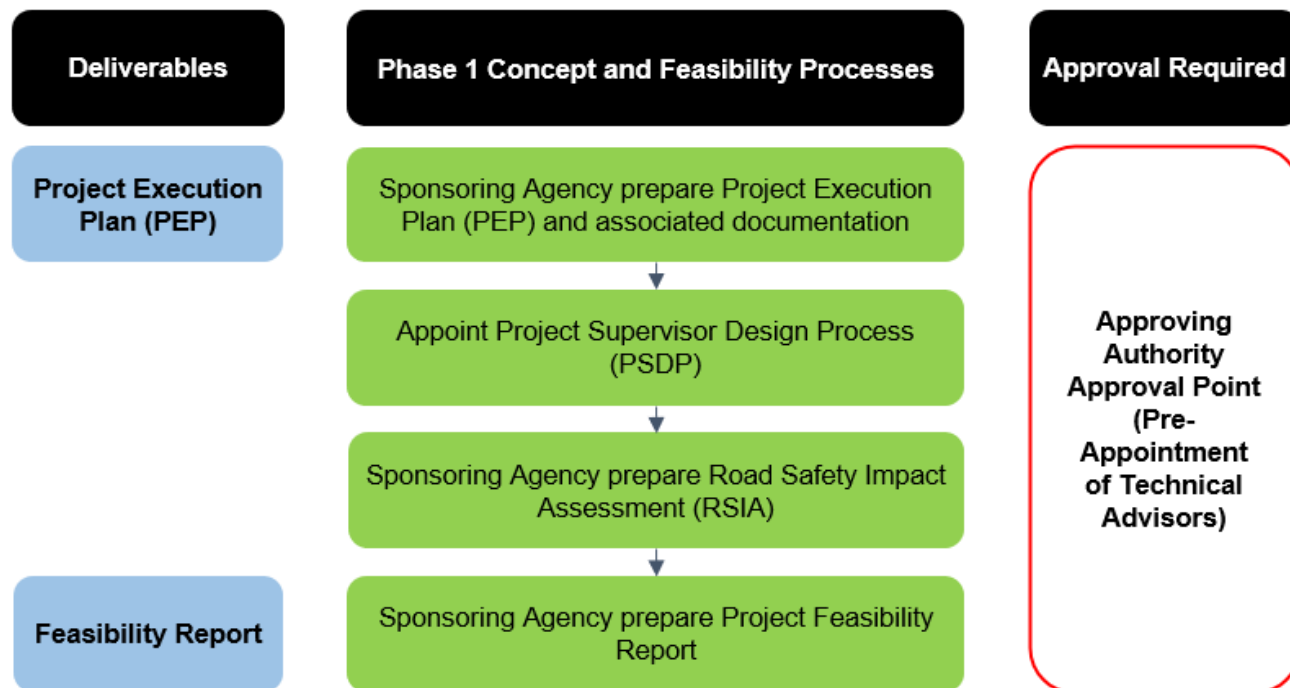 Deliverables
Phase 1 Concept and Feasibility Processes
Approval Required
Project Execution
Plan (PEP)
Sponsoring Agency prepare Project Execution
Plan (PEP) and associated documentation
Appoint Project Supervisor Design Process
(PSDP)
Sponsoring Agency prepare Road Safety Impact
Assessment (RSIA)
Feasibility Report
Sponsoring Agency prepare Project Feasibility
Report
Approving
Authority
Approval Point
(Pre-
Appointment
of Technical
Advisors)